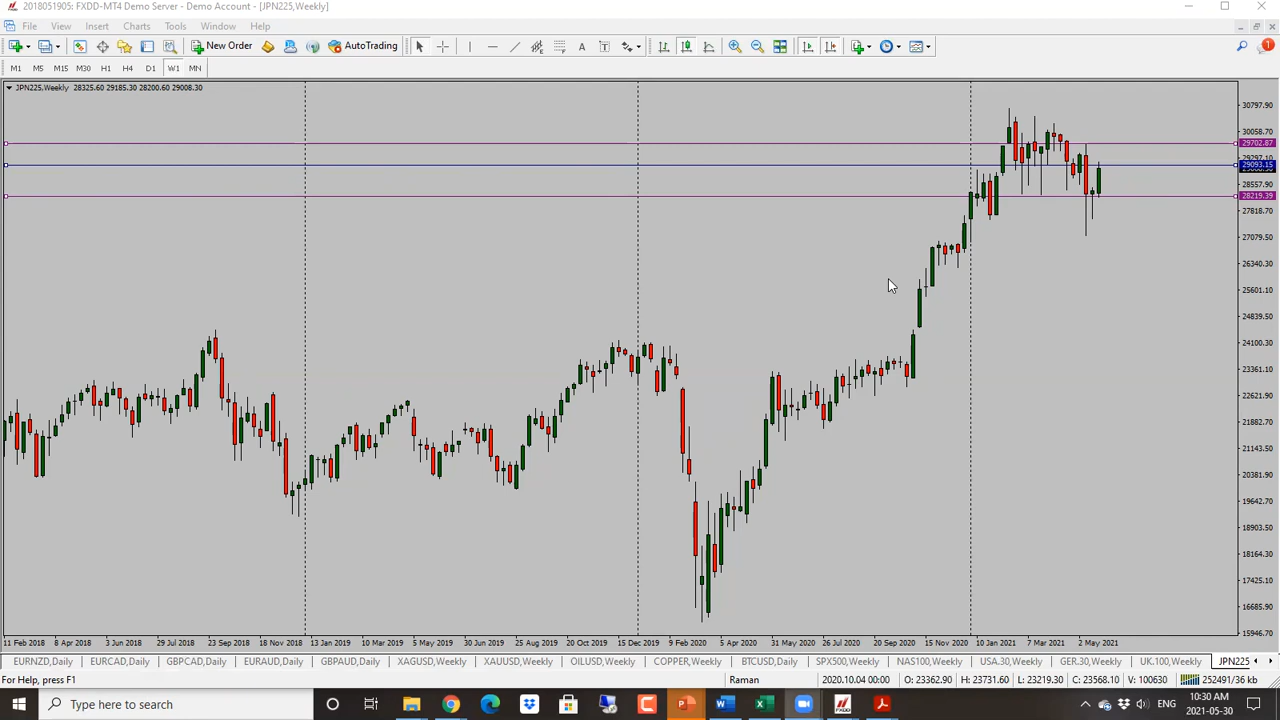 2018051905: FXDD-MT4 Demo Server - Demo Account - [JPN225,Weekly]
File View Insert Charts Tools Window Help
New Order AutoTrading A T 1
M1 M5 M15 M30 H1 H4 D1 W1 MN
JPN225,Weekly 28325.60 29185.30 28200.60 29008.30
30797.90
30058.70
29702.87
29297.10
29093.15
28557.90
28219.39
27818.70
27079.50
26340.30
25601.10
24839.50
24100.30
23361.10
22621.90
21882.70
21143.50
20381.90
19642.70
18903.50
18164.30
17425.10
16685.90
15946.70
11 Feb 2018 8 Apr 2018 3 Jun 2018 29 Jul 2018 23 Sep 2018 18 Nov 2018 13 Jan 2019 10 Mar 2019 5 May 2019 30 Jun 2019 25 Aug 2019 20 Oct 2019 15 Dec 2019 9 Feb 2020 5 Apr 2020 31 May 2020 26 Jul 2020 20 Sep 2020 15 Nov 2020 10 Jan 2021 7 Mar 2021 2 May 2021
EURNZD,Daily EURCAD,Daily GBPCAD,Daily EURAUD,Daily GBPAUD,Daily XAGUSD,Weekly XAUUSD,Weekly OILUSD,Weekly COPPER,Weekly BTCUSD,Daily SPX500,Weekly NAS100,Weekly USA.30,Weekly GER.30,Weekly UK.100,Weekly JPN225
For Help, press F1 Raman 2020.10.04 00:00 O: 23362.90 H: 23731.60 L: 23219.30 C: 23568.10 V: 100630 252491/36 kb
Type here to search
ENG 10:30 AM
2021-05-30